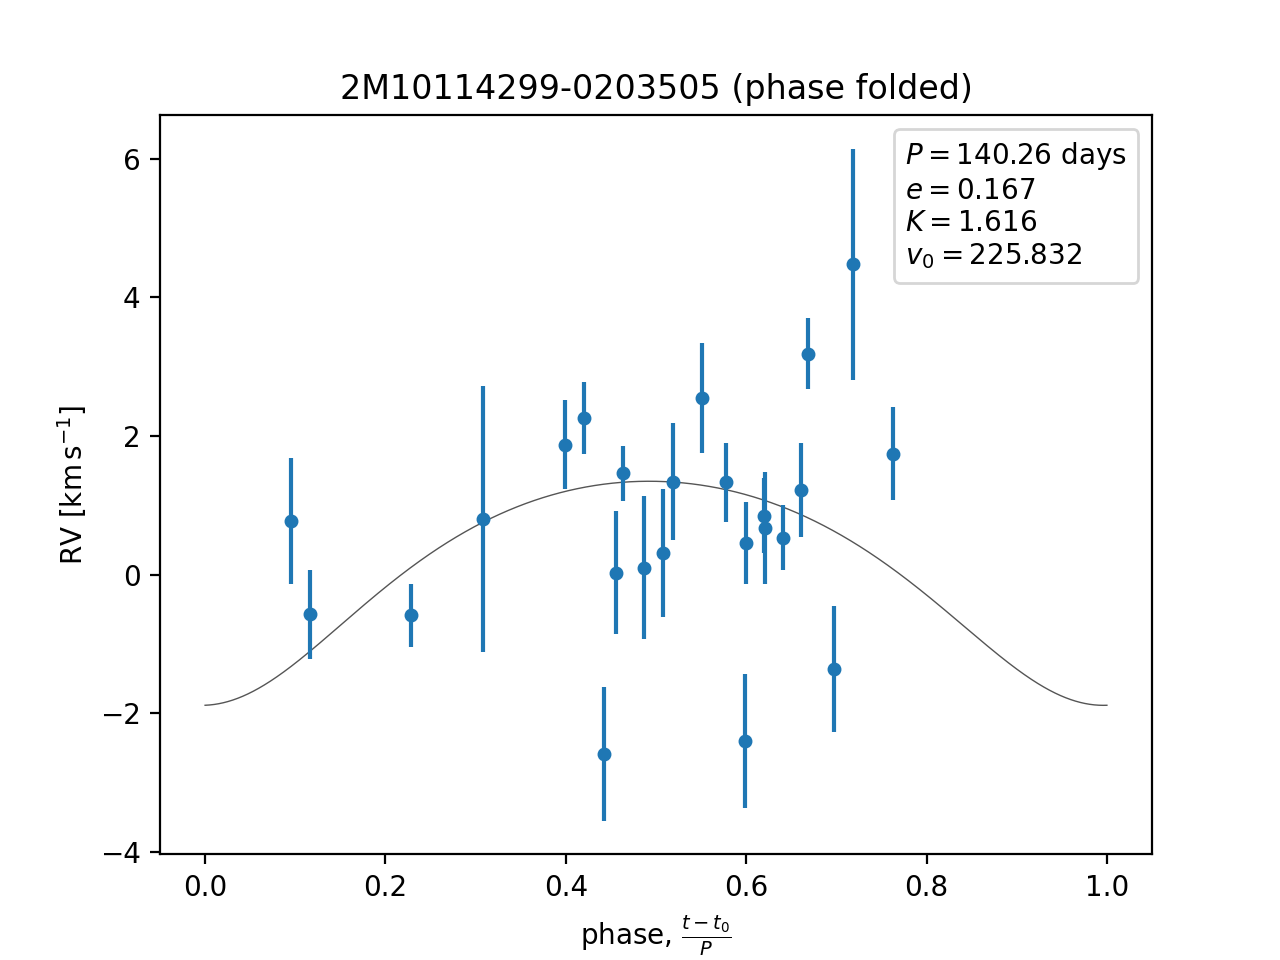 2M10114299-0203505 (phase folded)
P = 140.26 days
e = 0.167
K = 1.616
v₀ = 225.832
RV [km s⁻¹]
6
4
2
0
−2
−4
0.0 0.2 0.4 0.6 0.8 1.0
phase, (t − t₀)/P